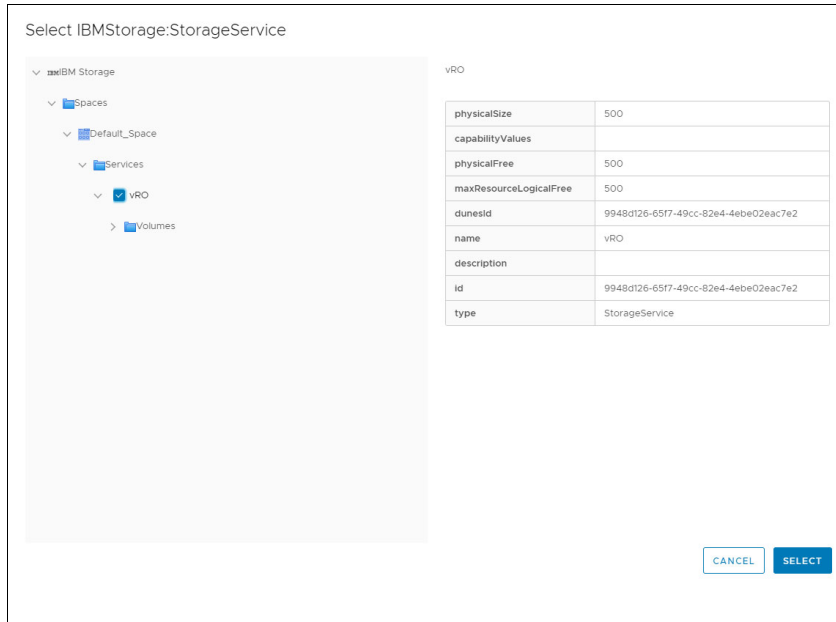 Select IBMStorage:StorageService
IBM IBM Storage
Spaces
Default_Space
Services
vRO
Volumes
vRO
physicalSize 500
capabilityValues
physicalFree 500
maxResourceLogicalFree 500
dunesId 9948d126-65f7-49cc-82e4-4ebe02eac7e2
name vRO
description
id 9948d126-65f7-49cc-82e4-4ebe02eac7e2
type StorageService
CANCEL SELECT